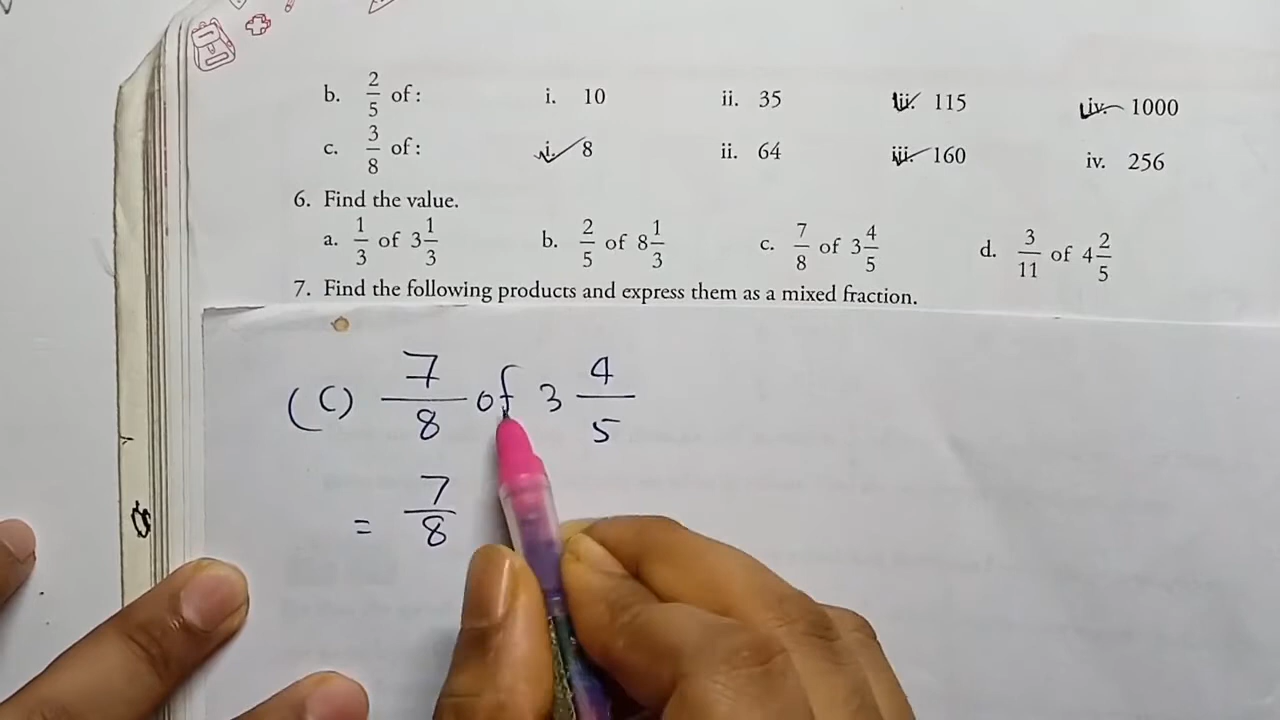 b. 2/5 of: i. 10 ii. 35 iii. 115 iv. 1000
c. 3/8 of: i. 8 ii. 64 iii. 160 iv. 256
6. Find the value.
a. 1/3 of 3 1/3 b. 2/5 of 8 1/3 c. 7/8 of 3 4/5 d. 3/11 of 4 2/5
7. Find the following products and express them as a mixed fraction.
(C) 7/8 of 3 4/5
= 7/8